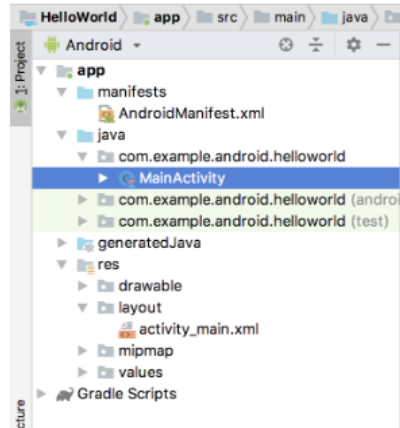 HelloWorld app src main java
1: Project
Android
app
manifests
AndroidManifest.xml
java
com.example.android.helloworld
MainActivity
com.example.android.helloworld (androi
com.example.android.helloworld (test)
generatedJava
res
drawable
layout
activity_main.xml
mipmap
values
Gradle Scripts
cture